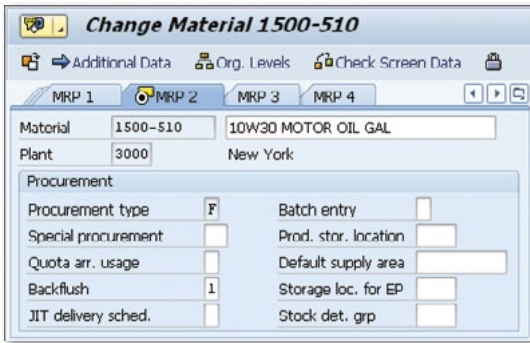 Change Material 1500-510
Additional Data Org. Levels Check Screen Data
MRP 1 MRP 2 MRP 3 MRP 4
Material 1500-510 10W30 MOTOR OIL GAL
Plant 3000 New York
Procurement
Procurement type F Batch entry
Special procurement Prod. stor. location
Quota arr. usage Default supply area
Backflush 1 Storage loc. for EP
JIT delivery sched. Stock det. grp